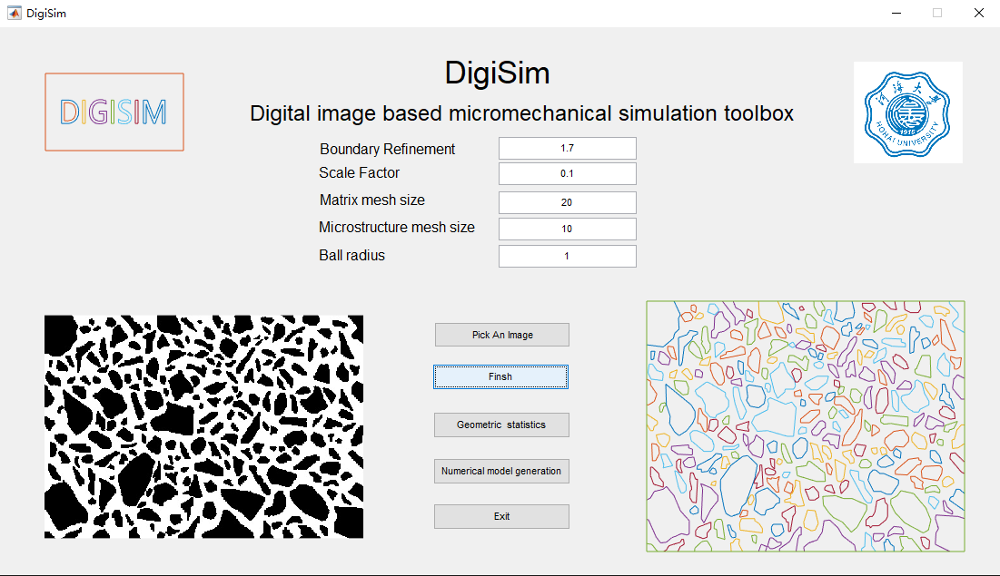 DigiSim
DigiSim
DIGISIM
Digital image based micromechanical simulation toolbox
河海大學
1915
HOHAI UNIVERSITY
Boundary Refinement 1.7
Scale Factor 0.1
Matrix mesh size 20
Microstructure mesh size 10
Ball radius 1
Pick An Image
Finsh
Geometric statistics
Numerical model generation
Exit